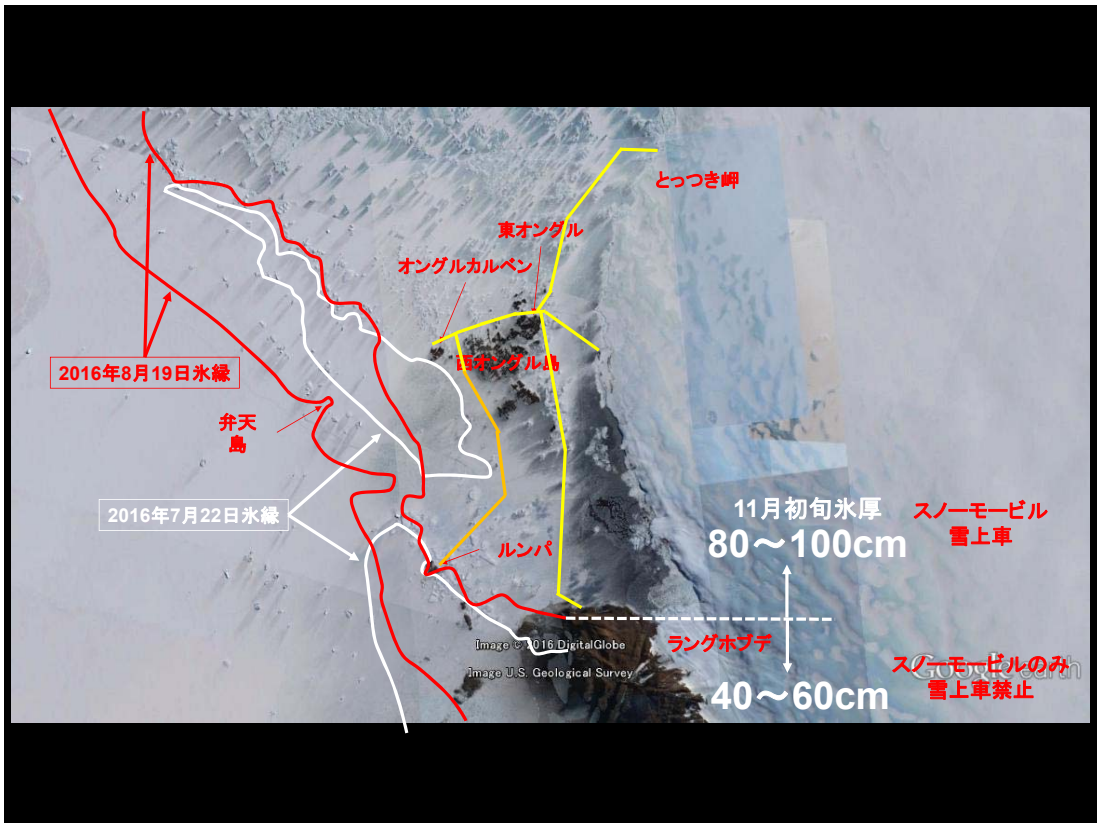 とっつき岬
東オングル
オングルカルベン
西オングル島
2016年8月19日氷縁
弁天
島
2016年7月22日氷縁
11月初旬氷厚
スノーモービル
雪上車
80～100cm
ルンパ
ラングホブデ
Image © 2016 DigitalGlobe
Image U.S. Geological Survey
スノーモービルのみ
雪上車禁止
Google earth
40～60cm